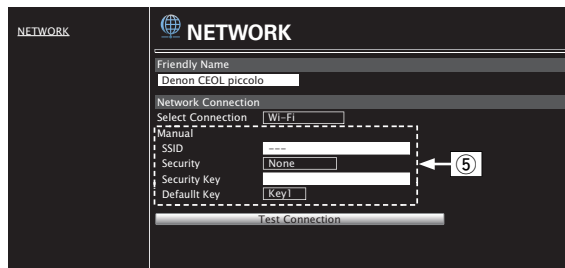 NETWORK
NETWORK
Friendly Name
Denon CEOL piccolo
Network Connection
Select Connection Wi-Fi
Manual
SSID ---
Security None
Security Key
Defaullt Key Key1
⑤
Test Connection